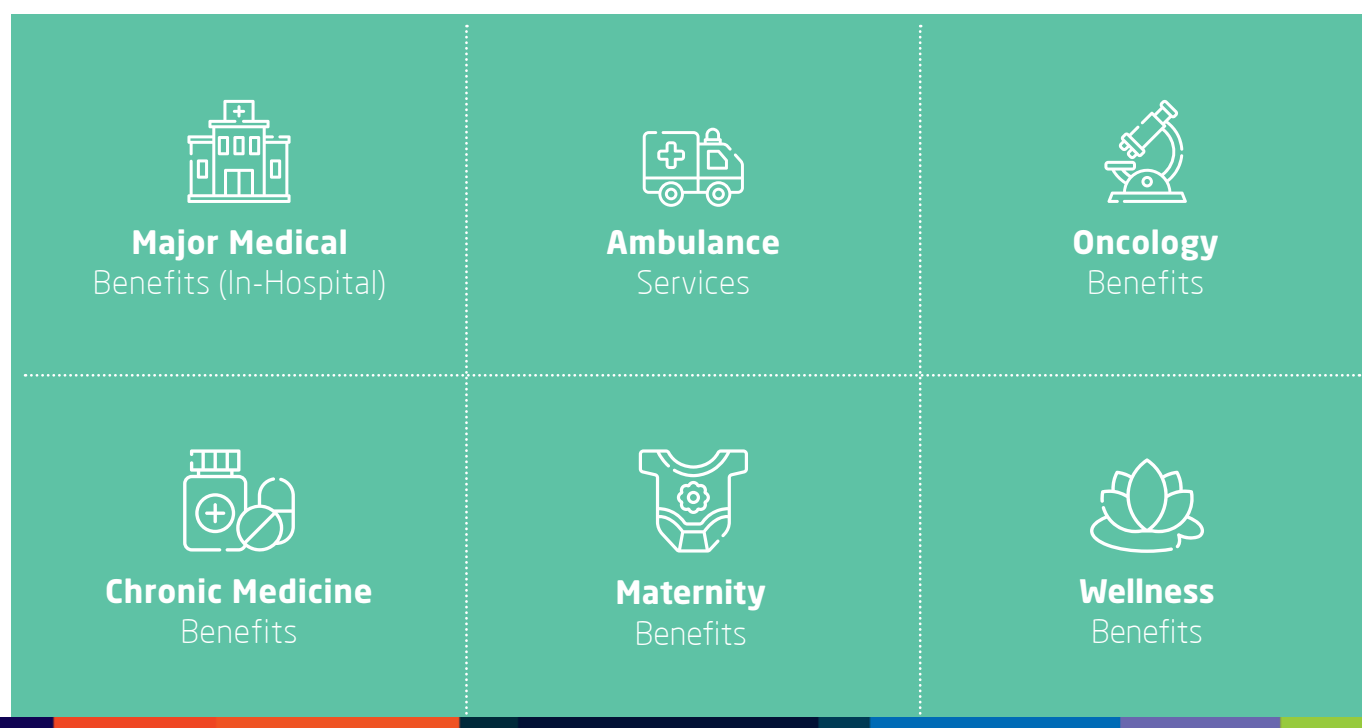 Major Medical
Benefits (In-Hospital)
Ambulance
Services
Oncology
Benefits
Chronic Medicine
Benefits
Maternity
Benefits
Wellness
Benefits